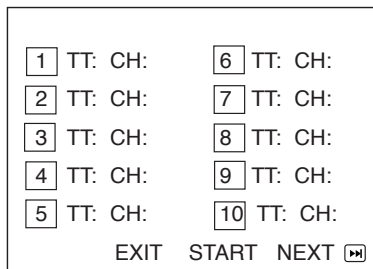 1 TT: CH: 6 TT: CH:
2 TT: CH: 7 TT: CH:
3 TT: CH: 8 TT: CH:
4 TT: CH: 9 TT: CH:
5 TT: CH: 10 TT: CH:
EXIT START NEXT ⏭